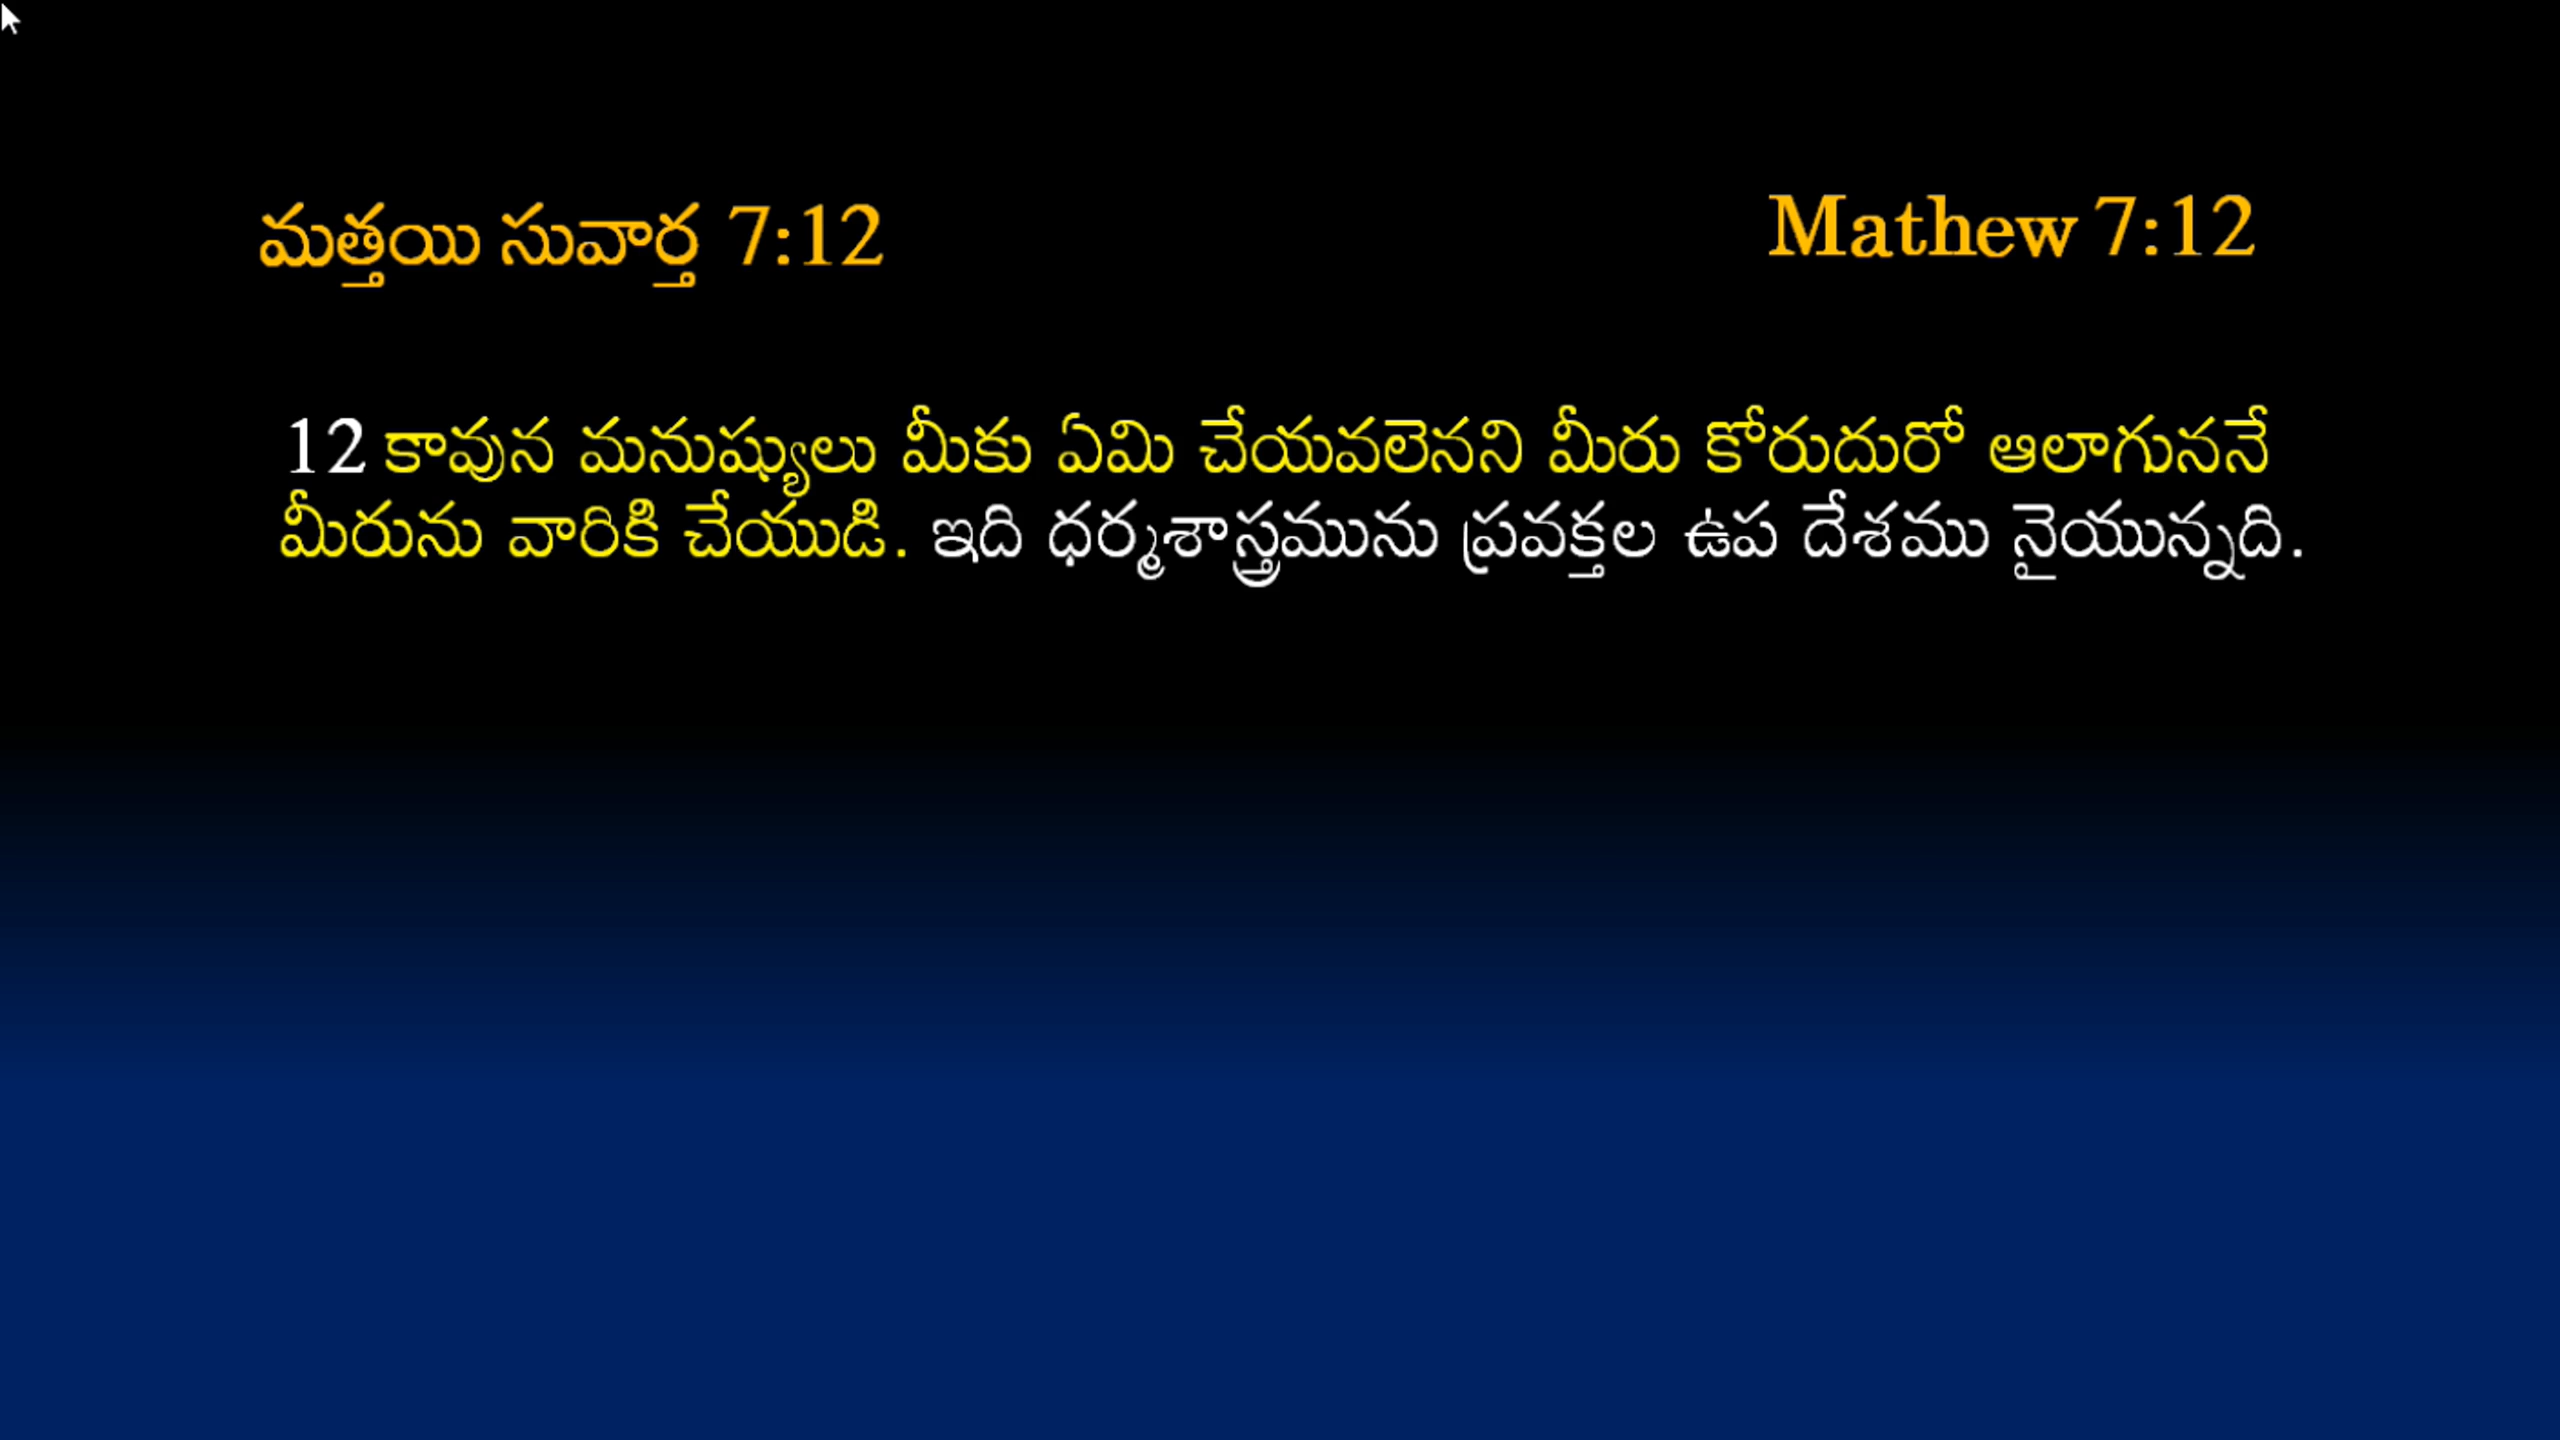 మత్తయి సువార్త 7:12
Mathew 7:12
12 కావున మనుష్యులు మీకు ఏమి చేయవలెనని మీరు కోరుదురో ఆలాగుననే
మీరును వారికి చేయుడి. ఇది ధర్మశాస్త్రమును ప్రవక్తల ఉప దేశము నైయున్నది.